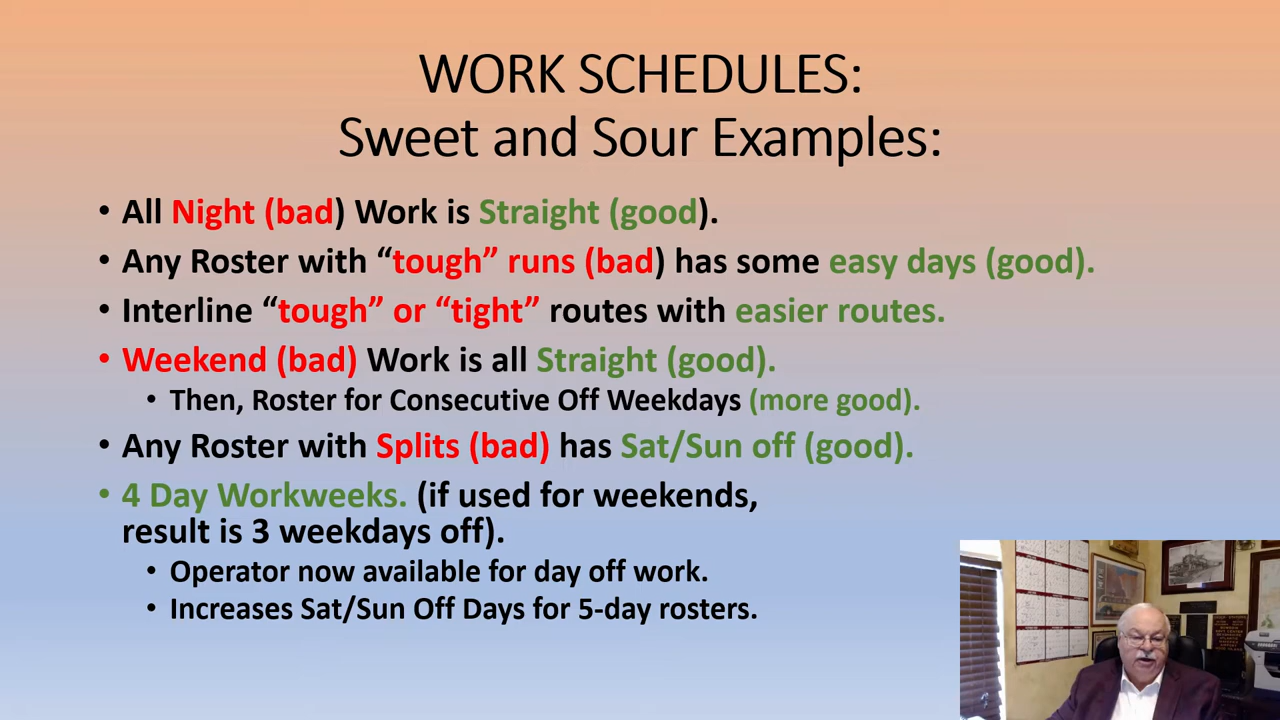 WORK SCHEDULES:
Sweet and Sour Examples:
• All Night (bad) Work is Straight (good).
• Any Roster with “tough” runs (bad) has some easy days (good).
• Interline “tough” or “tight” routes with easier routes.
• Weekend (bad) Work is all Straight (good).
• Then, Roster for Consecutive Off Weekdays (more good).
• Any Roster with Splits (bad) has Sat/Sun off (good).
• 4 Day Workweeks. (if used for weekends,
result is 3 weekdays off).
• Operator now available for day off work.
• Increases Sat/Sun Off Days for 5-day rosters.